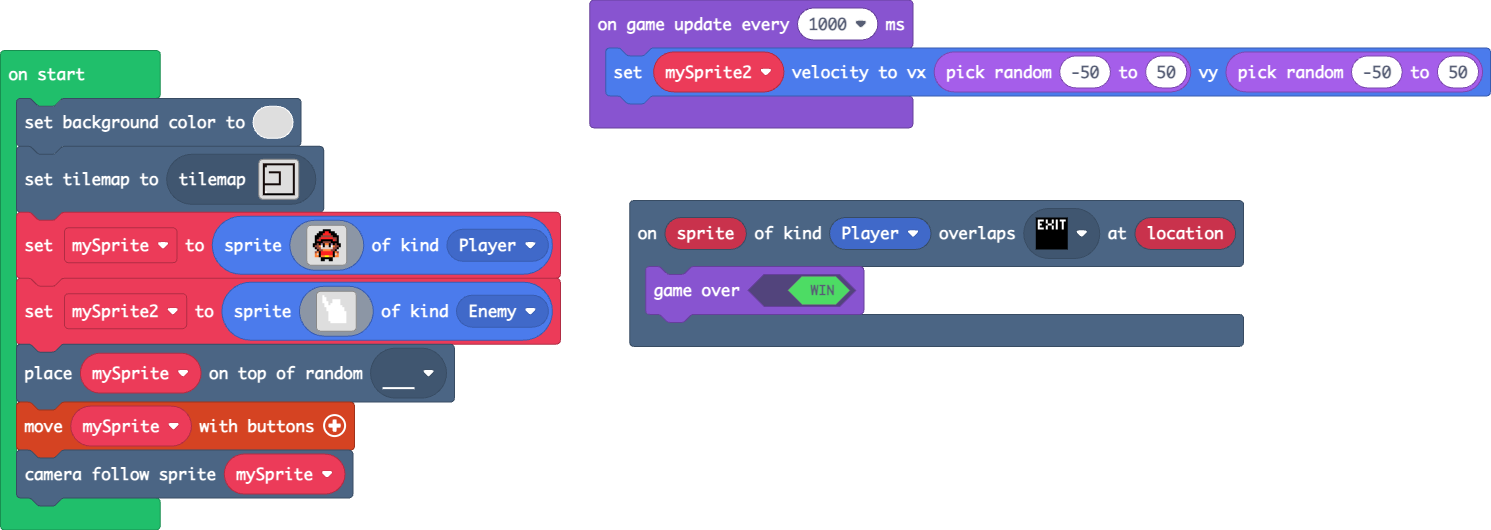 on start
set background color to
set tilemap to tilemap
set mySprite to sprite of kind Player
set mySprite2 to sprite of kind Enemy
place mySprite on top of random
move mySprite with buttons
camera follow sprite mySprite
on game update every 1000 ms
set mySprite2 velocity to vx pick random -50 to 50 vy pick random -50 to 50
on sprite of kind Player overlaps EXIT at location
game over WIN